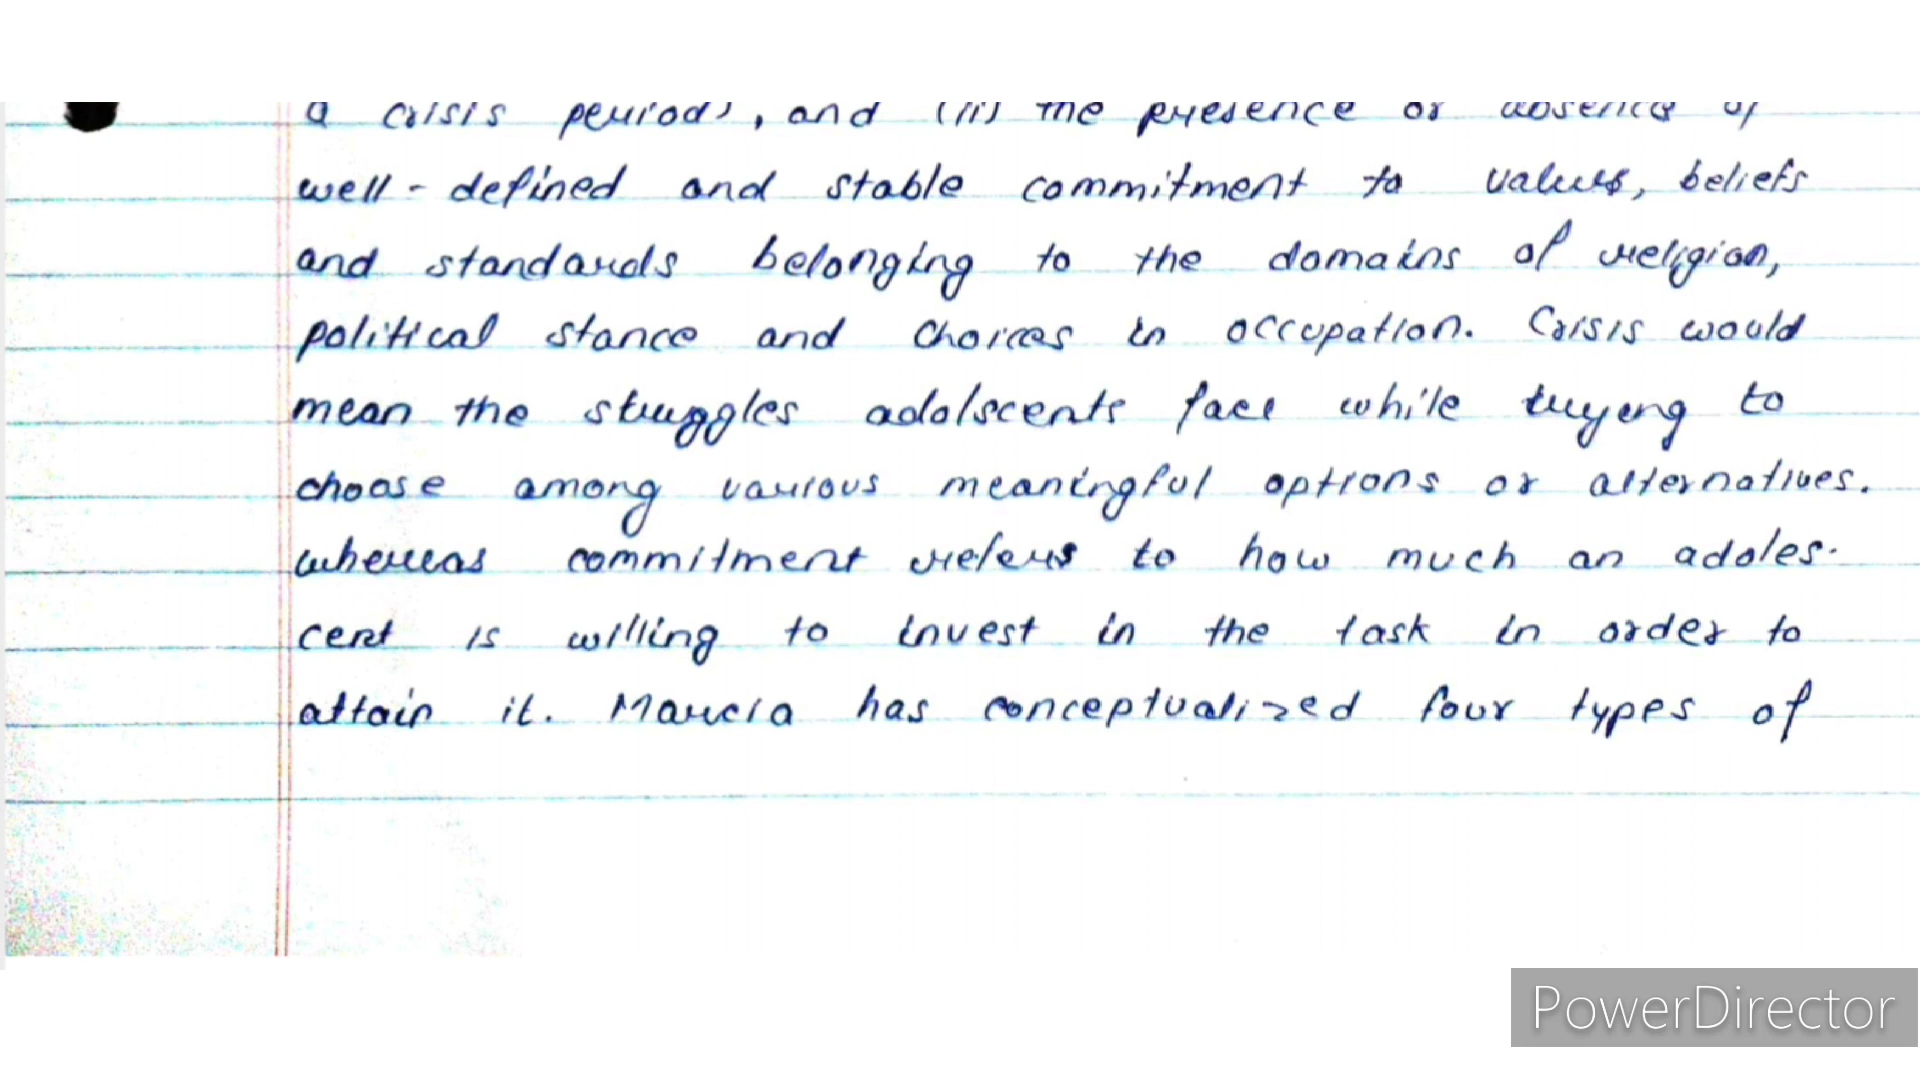 a crisis period, and (ii) the presence or absence of
well-defined and stable commitment to values, beliefs
and standards belonging to the domains of religion,
political stance and choices in occupation. Crisis would
mean the struggles adolscents face while trying to
choose among various meaningful options or alternatives.
whereas commitment refers to how much an adoles-
cent is willing to invest in the task in order to
attain it. Marcia has conceptualized four types of
PowerDirector